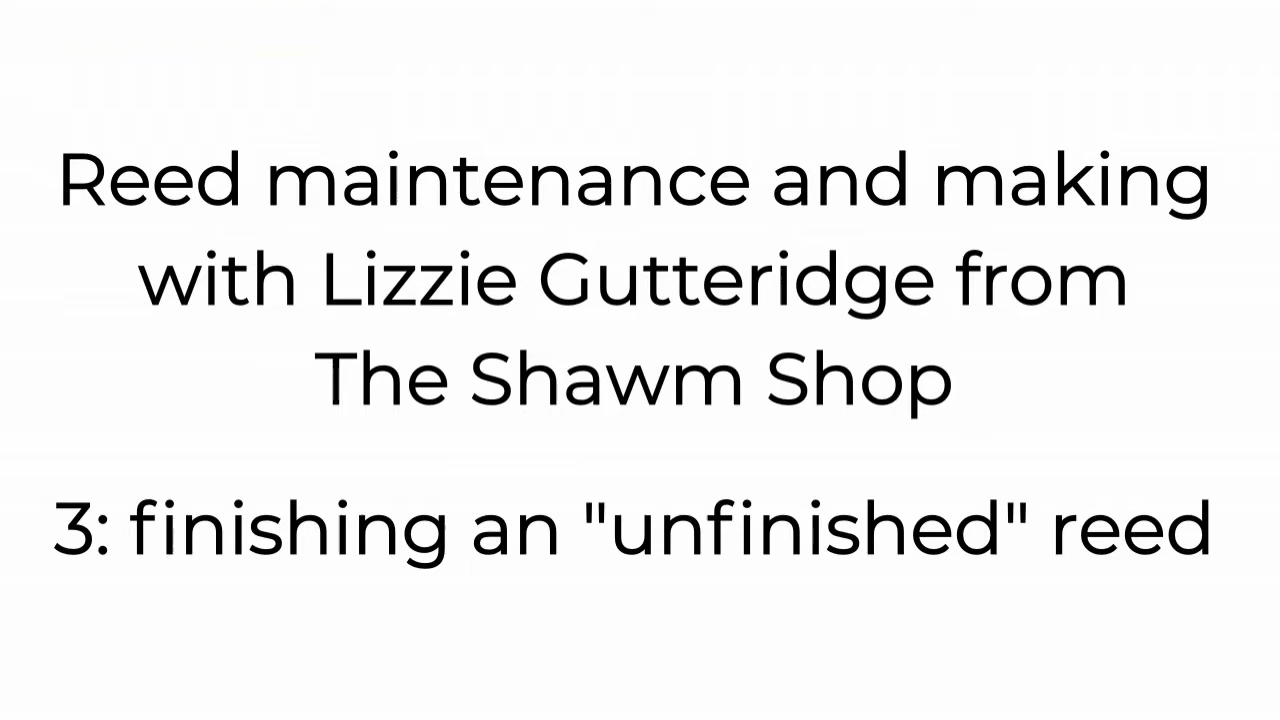 Reed maintenance and making
with Lizzie Gutteridge from
The Shawm Shop
3: finishing an "unfinished" reed